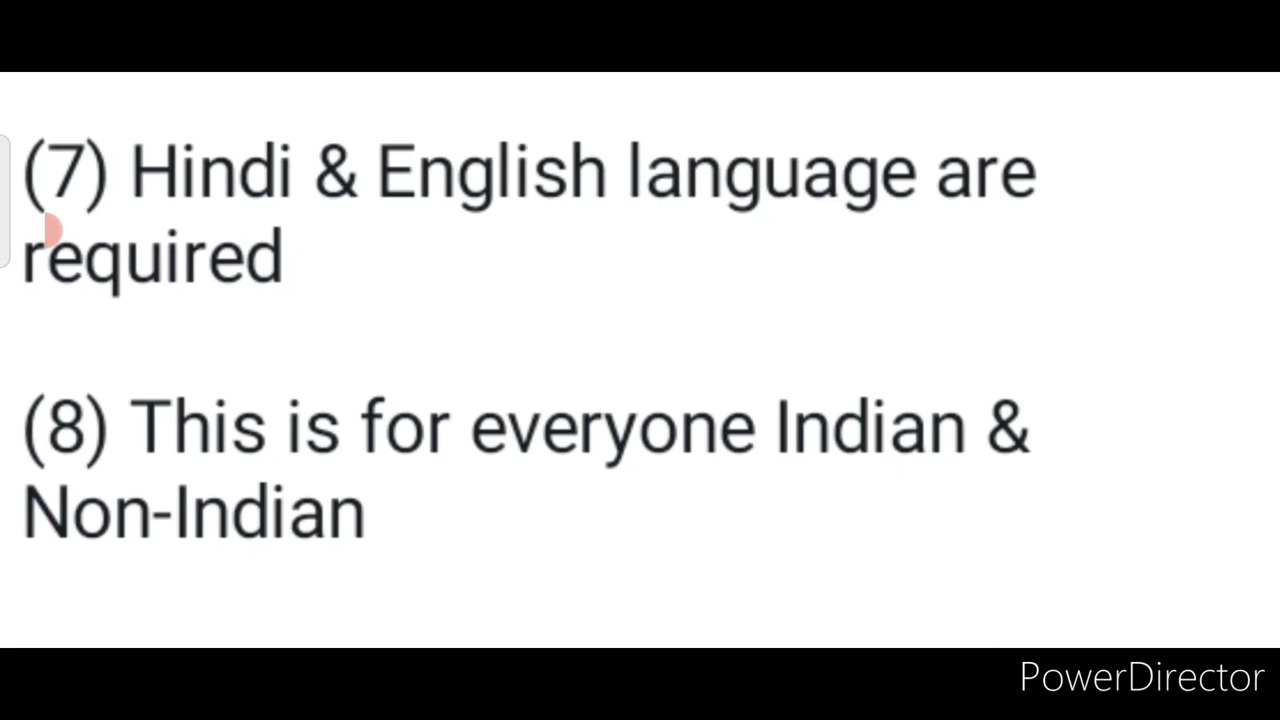 (7) Hindi & English language are
required
(8) This is for everyone Indian &
Non-Indian
PowerDirector